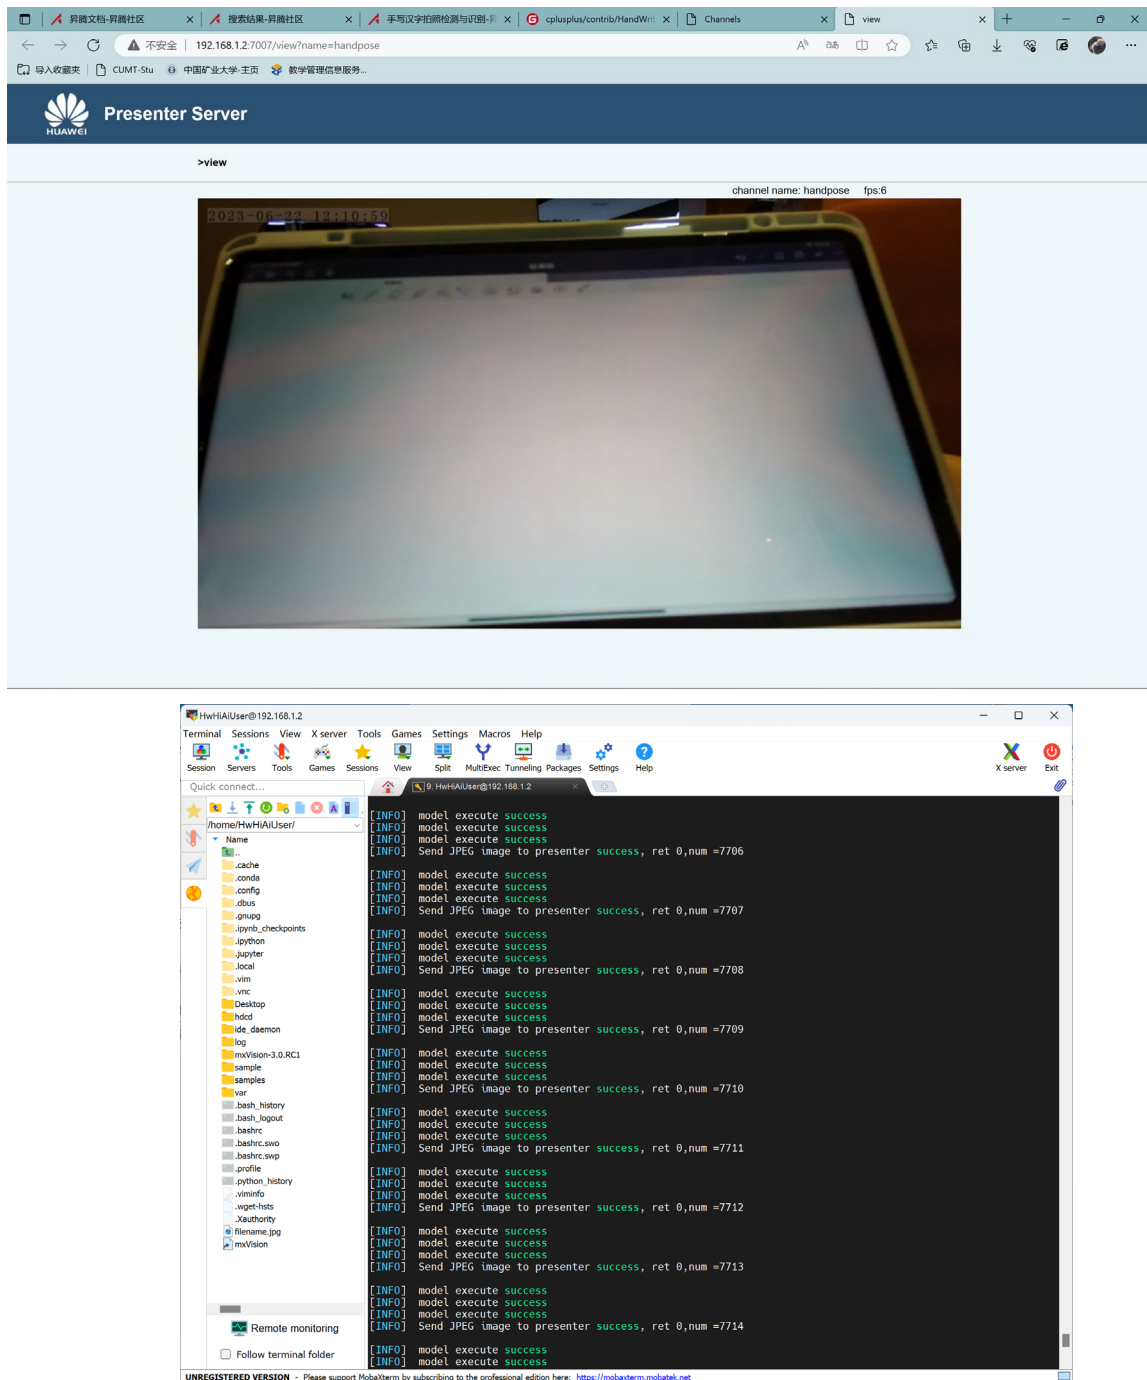 昇腾文档-昇腾社区
搜索结果-昇腾社区
手写汉字拍照检测与识别-
cplusplus/contrib/HandWri
Channels
view
不安全 192.168.1.2:7007/view?name=handpose
导入收藏夹 CUMT-Stu 中国矿业大学-主页 教学管理信息服务...
HUAWEI
Presenter Server
>view
channel name: handpose fps:6
2023-06-22 12:10:59
HwHiAiUser@192.168.1.2
Terminal Sessions View X server Tools Games Settings Macros Help
Session Servers Tools Games Sessions View Split MultiExec Tunneling Packages Settings Help X server Exit
Quick connect...
9. HwHiAiUser@192.168.1.2
/home/HwHiAiUser/
Name
..
.cache
.conda
.config
.dbus
.gnupg
.ipynb_checkpoints
.ipython
.jupyter
.local
.vim
.vnc
Desktop
hdcd
ide_daemon
log
mxVision-3.0.RC1
sample
samples
var
.bash_history
.bash_logout
.bashrc
.bashrc.swo
.bashrc.swp
.profile
.python_history
.viminfo
.wget-hsts
.Xauthority
filename.jpg
mxVision
Remote monitoring
Follow terminal folder
[INFO] model execute success
[INFO] model execute success
[INFO] model execute success
[INFO] Send JPEG image to presenter success, ret 0,num =7706
[INFO] model execute success
[INFO] model execute success
[INFO] model execute success
[INFO] Send JPEG image to presenter success, ret 0,num =7707
[INFO] model execute success
[INFO] model execute success
[INFO] model execute success
[INFO] Send JPEG image to presenter success, ret 0,num =7708
[INFO] model execute success
[INFO] model execute success
[INFO] model execute success
[INFO] Send JPEG image to presenter success, ret 0,num =7709
[INFO] model execute success
[INFO] model execute success
[INFO] model execute success
[INFO] Send JPEG image to presenter success, ret 0,num =7710
[INFO] model execute success
[INFO] model execute success
[INFO] model execute success
[INFO] Send JPEG image to presenter success, ret 0,num =7711
[INFO] model execute success
[INFO] model execute success
[INFO] model execute success
[INFO] Send JPEG image to presenter success, ret 0,num =7712
[INFO] model execute success
[INFO] model execute success
[INFO] model execute success
[INFO] Send JPEG image to presenter success, ret 0,num =7713
[INFO] model execute success
[INFO] model execute success
[INFO] model execute success
[INFO] Send JPEG image to presenter success, ret 0,num =7714
[INFO] model execute success
[INFO] model execute success
UNREGISTERED VERSION - Please support MobaXterm by subscribing to the professional edition here: https://mobaxterm.mobatek.net